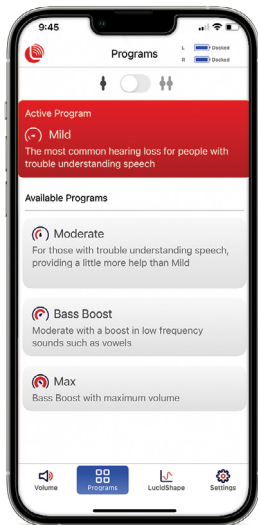 9:45
Programs
L Docked
R Docked
Active Program
Mild
The most common hearing loss for people with
trouble understanding speech
Available Programs
Moderate
For those with trouble understanding speech,
providing a little more help than Mild
Bass Boost
Moderate with a boost in low frequency
sounds such as vowels
Max
Bass Boost with maximum volume
Volume
Programs
LucidShape
Settings